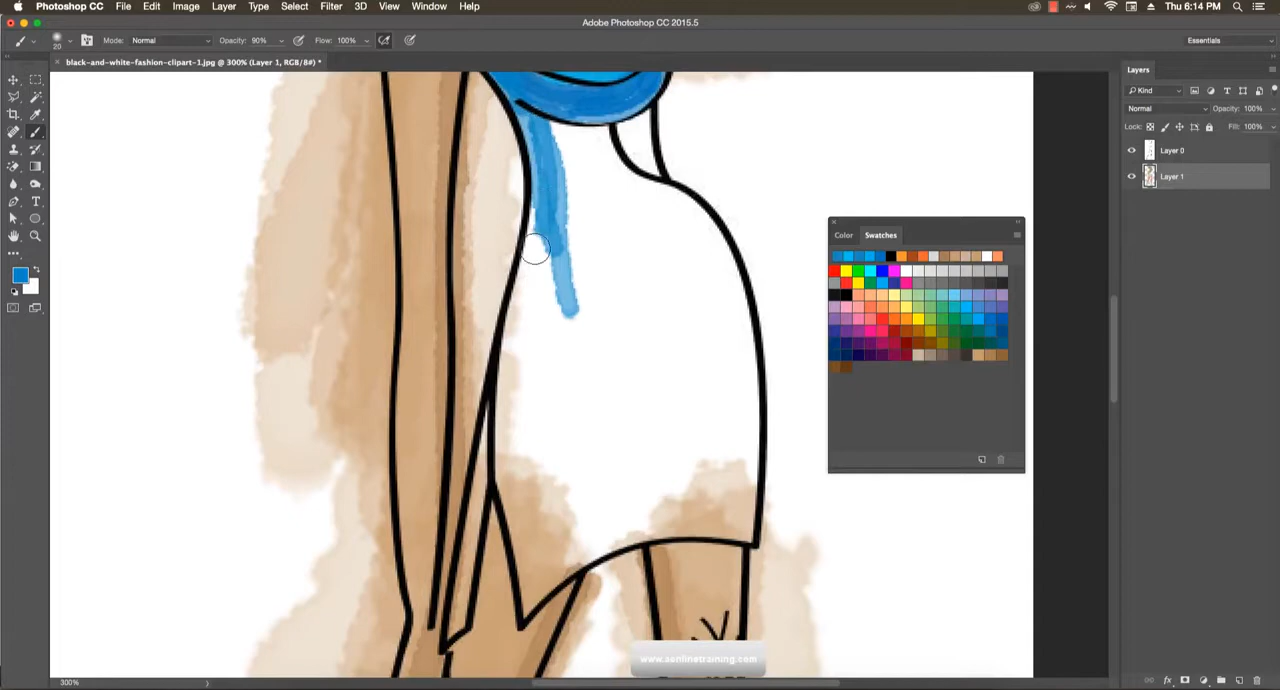 Photoshop CC File Edit Image Layer Type Select Filter 3D View Window Help Thu 6:14 PM
Adobe Photoshop CC 2015.5
20 Mode: Normal Opacity: 90% Flow: 100% Essentials
× black-and-white-fashion-clipart-1.jpg @ 300% (Layer 1, RGB/8#) *
Layers
Kind
Normal Opacity: 100%
Lock: Fill: 100%
Layer 0
Layer 1
Color Swatches
www.aonlinetraining.com
300%